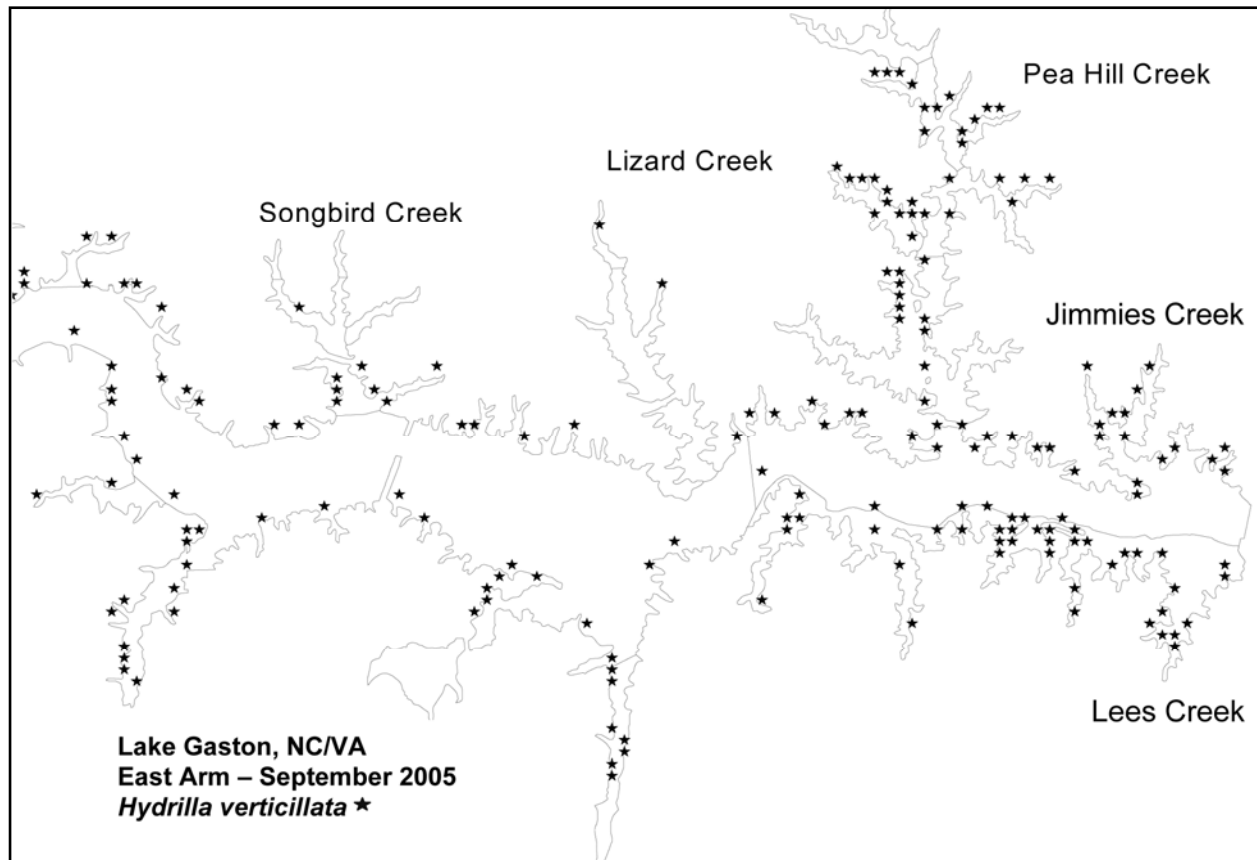 Pea Hill Creek
Lizard Creek
Songbird Creek
Jimmies Creek
Lees Creek
Lake Gaston, NC/VA
East Arm – September 2005
Hydrilla verticillata ★